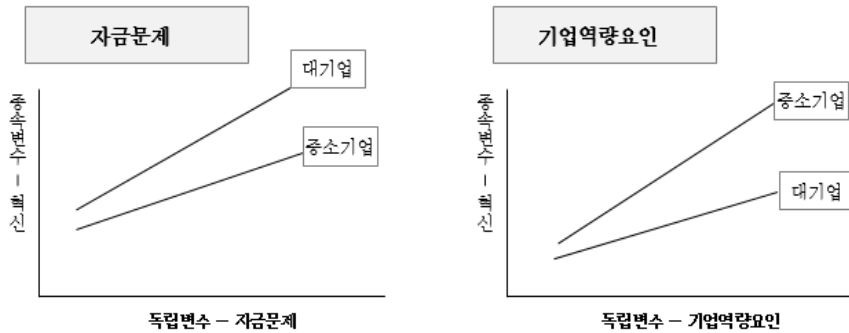 자금문제
대기업
중소기업
종속변수 – 혁신
독립변수 – 자금문제
기업역량요인
중소기업
대기업
종속변수 – 혁신
독립변수 – 기업역량요인